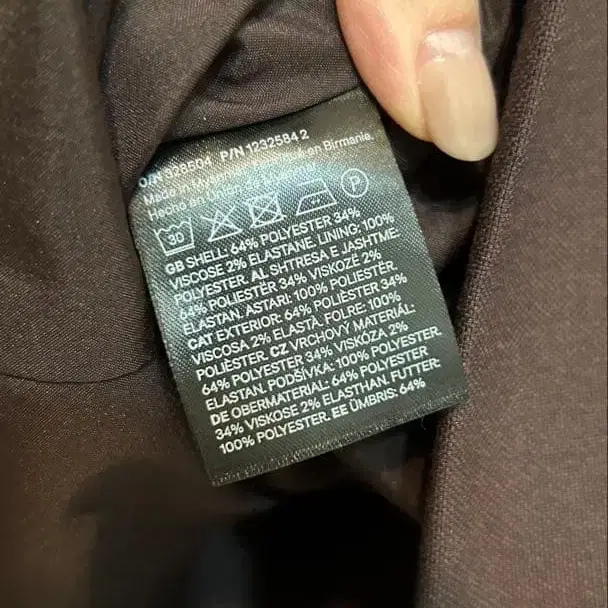 O/N 328504 P/N 1232584 2
Made in
Hecho en Birmania.
30 P
GB SHELL: 64% POLYESTER 34%
VISCOSE 2% ELASTANE. LINING: 100%
POLYESTER. AL SHTRESA E JASHTME:
64% POLIESTËR 34% VISKOZË 2%
ELASTAN. ASTARI: 100% POLIESTËR.
CAT EXTERIOR: 64% POLIÈSTER 34%
VISCOSA 2% ELASTÀ. FOLRE: 100%
POLIÈSTER. CZ VRCHOVÝ MATERIÁL:
64% POLYESTER 34% VISKÓZA 2%
ELASTAN. PODŠÍVKA: 100% POLYESTER.
DE OBERMATERIAL: 64% POLYESTER
34% VISKOSE 2% ELASTHAN. FUTTER:
100% POLYESTER. EE ÜMBRIS: 64%